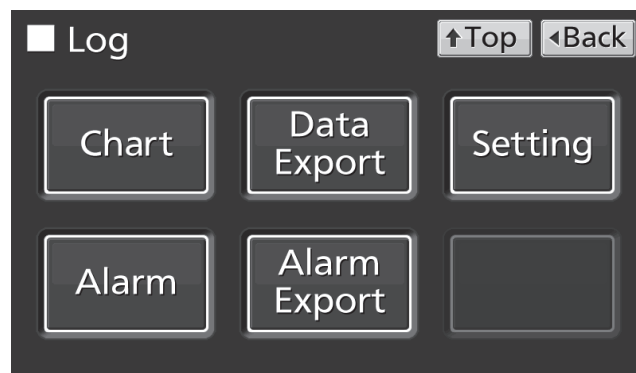 Log
↑Top
◂Back
Chart
Data
Export
Setting
Alarm
Alarm
Export